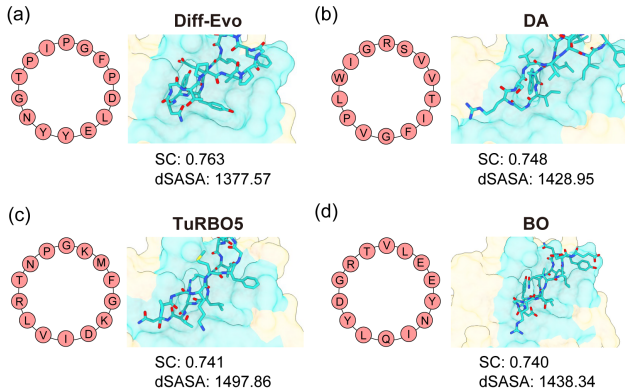 (a)
Diff-Evo
P G F P D L E Y Y N G T P I
SC: 0.763
dSASA: 1377.57
(b)
DA
R S V V T I F G V P L W I G
SC: 0.748
dSASA: 1428.95
(c)
TuRBO5
G K M F G K D I V L R T N P
SC: 0.741
dSASA: 1497.86
(d)
BO
V L E E Y N I Q L Y D G R T
SC: 0.740
dSASA: 1438.34